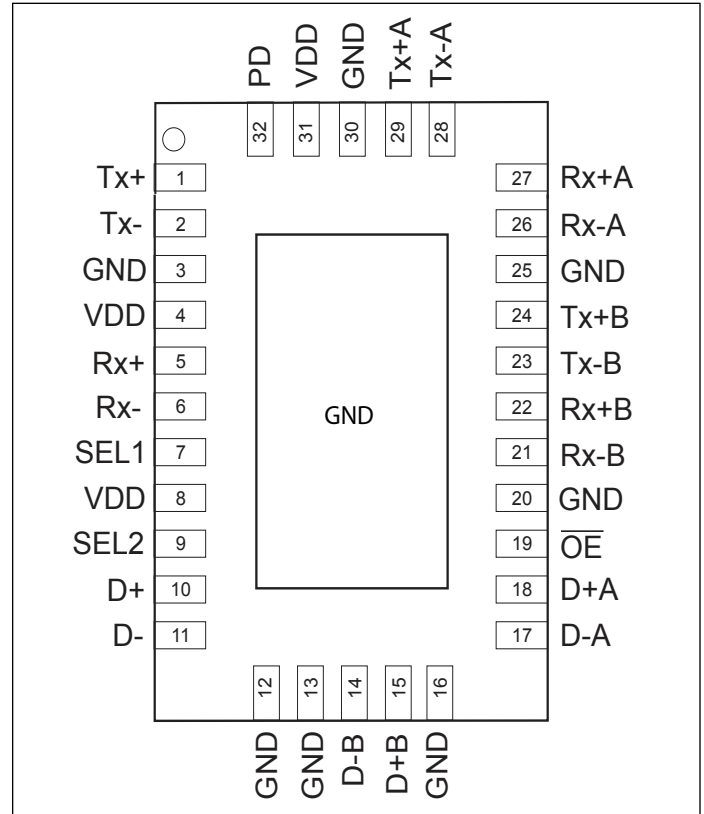 PD VDD GND Tx+A Tx-A
32 31 30 29 28
Tx+ 1 27 Rx+A
Tx- 2 26 Rx-A
GND 3 25 GND
VDD 4 24 Tx+B
Rx+ 5 23 Tx-B
Rx- 6 GND 22 Rx+B
SEL1 7 21 Rx-B
VDD 8 20 GND
SEL2 9 19 O̅E̅
D+ 10 18 D+A
D- 11 17 D-A
12 13 14 15 16
GND GND D-B D+B GND